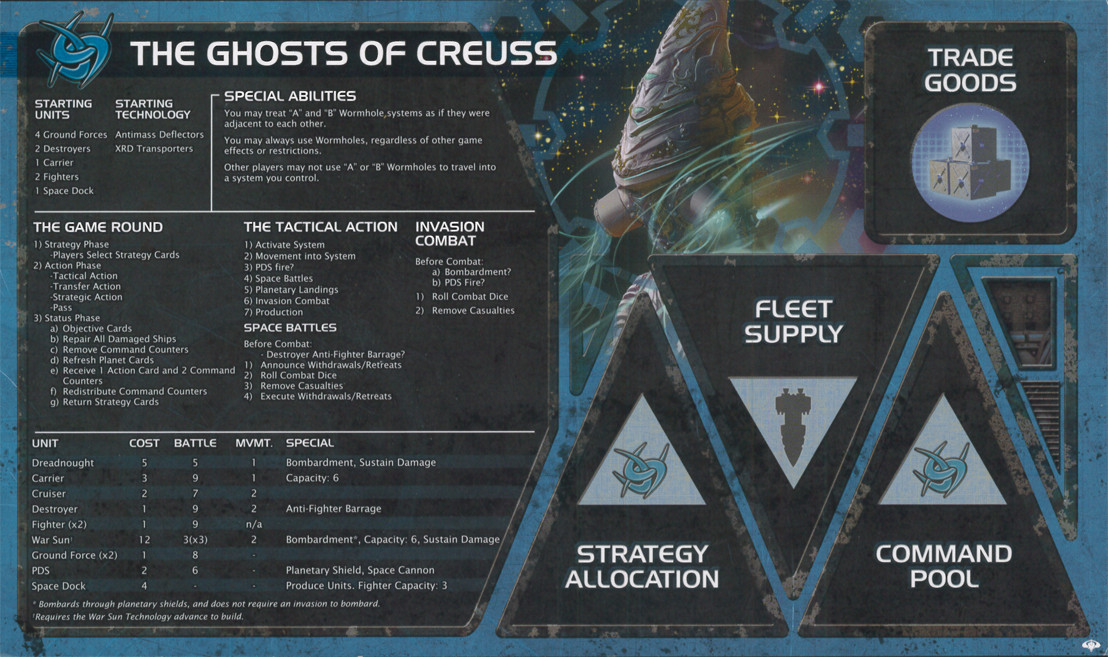 THE GHOSTS OF CREUSS
STARTING
UNITS
4 Ground Forces
2 Destroyers
1 Carrier
2 Fighters
1 Space Dock
STARTING
TECHNOLOGY
Antimass Deflectors
XRD Transporters
SPECIAL ABILITIES
You may treat "A" and "B" Wormhole,systems as if they were
adjacent to each other.
You may always use Wormholes, regardless of other game
effects or restrictions.
Other players may not use "A" or "B" Wormholes to travel into
a system you control.
THE GAME ROUND
1) Strategy Phase
-Players Select Strategy Cards
2) Action Phase
-Tactical Action
-Transfer Action
-Strategic Action
-Pass
3) Status Phase
a) Objective Cards
b) Repair All Damaged Ships
c) Remove Command Counters
d) Refresh Planet Cards
e) Receive 1 Action Card and 2 Command
Counters
f) Redistribute Command Counters
g) Return Strategy Cards
THE TACTICAL ACTION
1) Activate System
2) Movement into System
3) PDS fire?
4) Space Battles
5) Planetary Landings
6) Invasion Combat
7) Production
SPACE BATTLES
Before Combat:
- Destroyer Anti-Fighter Barrage?
1) Announce Withdrawals/Retreats
2) Roll Combat Dice
3) Remove Casualties
4) Execute Withdrawals/Retreats
INVASION
COMBAT
Before Combat:
a) Bombardment?
b) PDS Fire?
1) Roll Combat Dice
2) Remove Casualties
UNIT COST BATTLE MVMT. SPECIAL
Dreadnought 5 5 1 Bombardment, Sustain Damage
Carrier 3 9 1 Capacity: 6
Cruiser 2 7 2
Destroyer 1 9 2 Anti-Fighter Barrage
Fighter (x2) 1 9 n/a
War Sun† 12 3(x3) 2 Bombardment*, Capacity: 6, Sustain Damage
Ground Force (x2) 1 8 -
PDS 2 6 - Planetary Shield, Space Cannon
Space Dock 4 - - Produce Units. Fighter Capacity: 3
* Bombards through planetary shields, and does not require an invasion to bombard.
†Requires the War Sun Technology advance to build.
TRADE
GOODS
FLEET
SUPPLY
STRATEGY
ALLOCATION
COMMAND
POOL